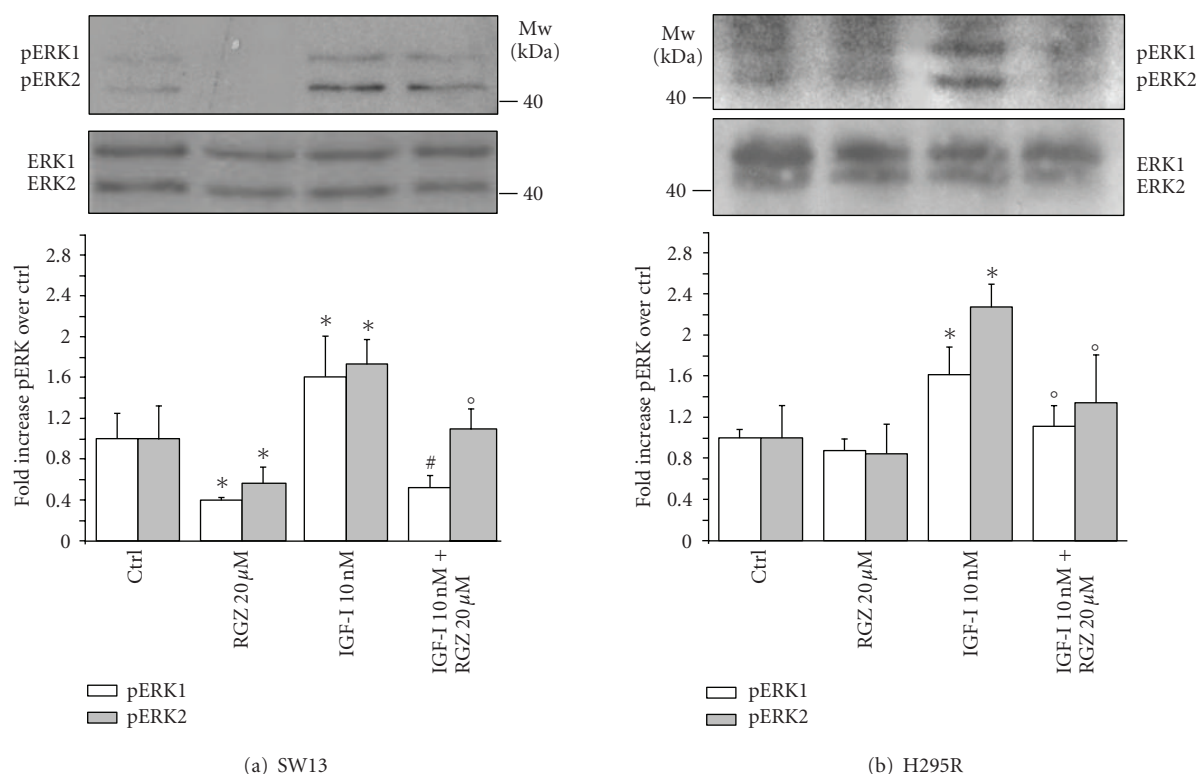 pERK1
pERK2
Mw
(kDa)
40
ERK1
ERK2
40
Fold increase pERK over ctrl
2.8
2.4
2
1.6
1.2
0.8
0.4
0
*
*
*
*
#
°
Ctrl
RGZ 20 μM
IGF-I 10 nM
IGF-I 10 nM +
RGZ 20 μM
pERK1
pERK2
(a) SW13
Mw
(kDa)
pERK1
pERK2
40
ERK1
ERK2
40
Fold increase pERK over ctrl
2.8
2.4
2
1.6
1.2
0.8
0.4
0
*
*
°
°
Ctrl
RGZ 20 μM
IGF-I 10 nM
IGF-I 10 nM +
RGZ 20 μM
pERK1
pERK2
(b) H295R